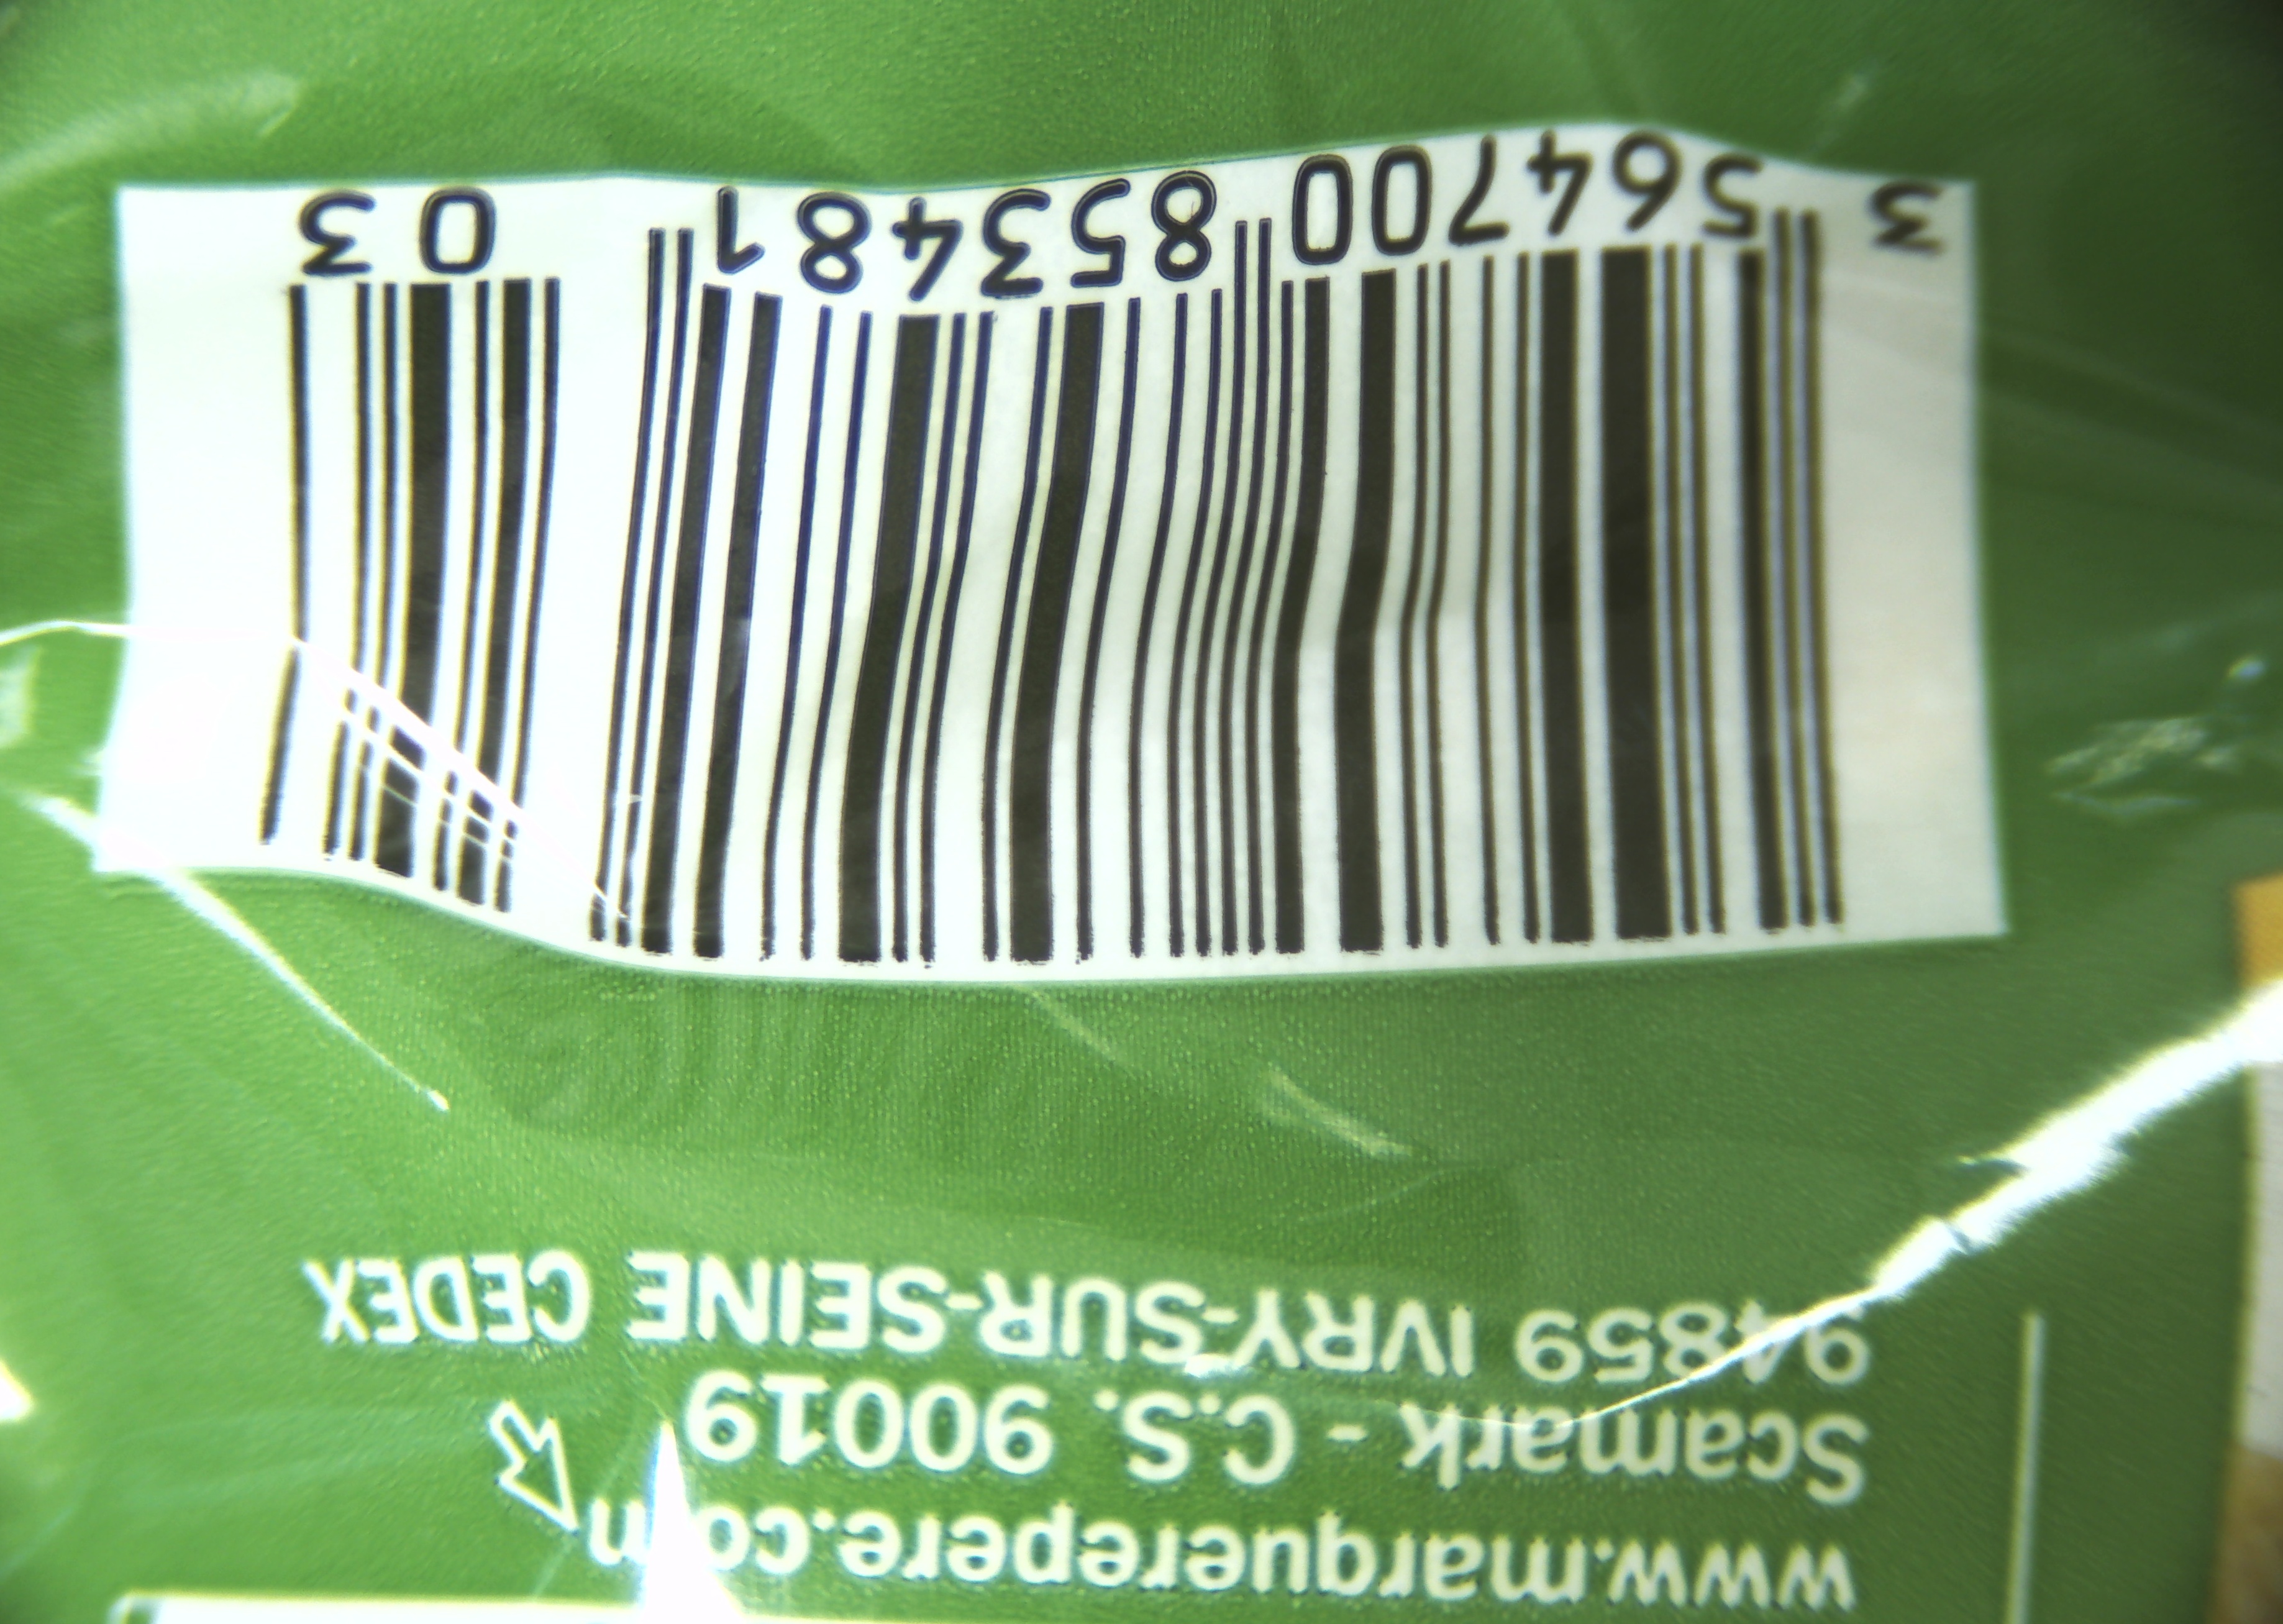 www.marquerepere.com
Scamark - C.S. 90019
94859 IVRY-SUR-SEINE CEDEX
3 564700 853481 03